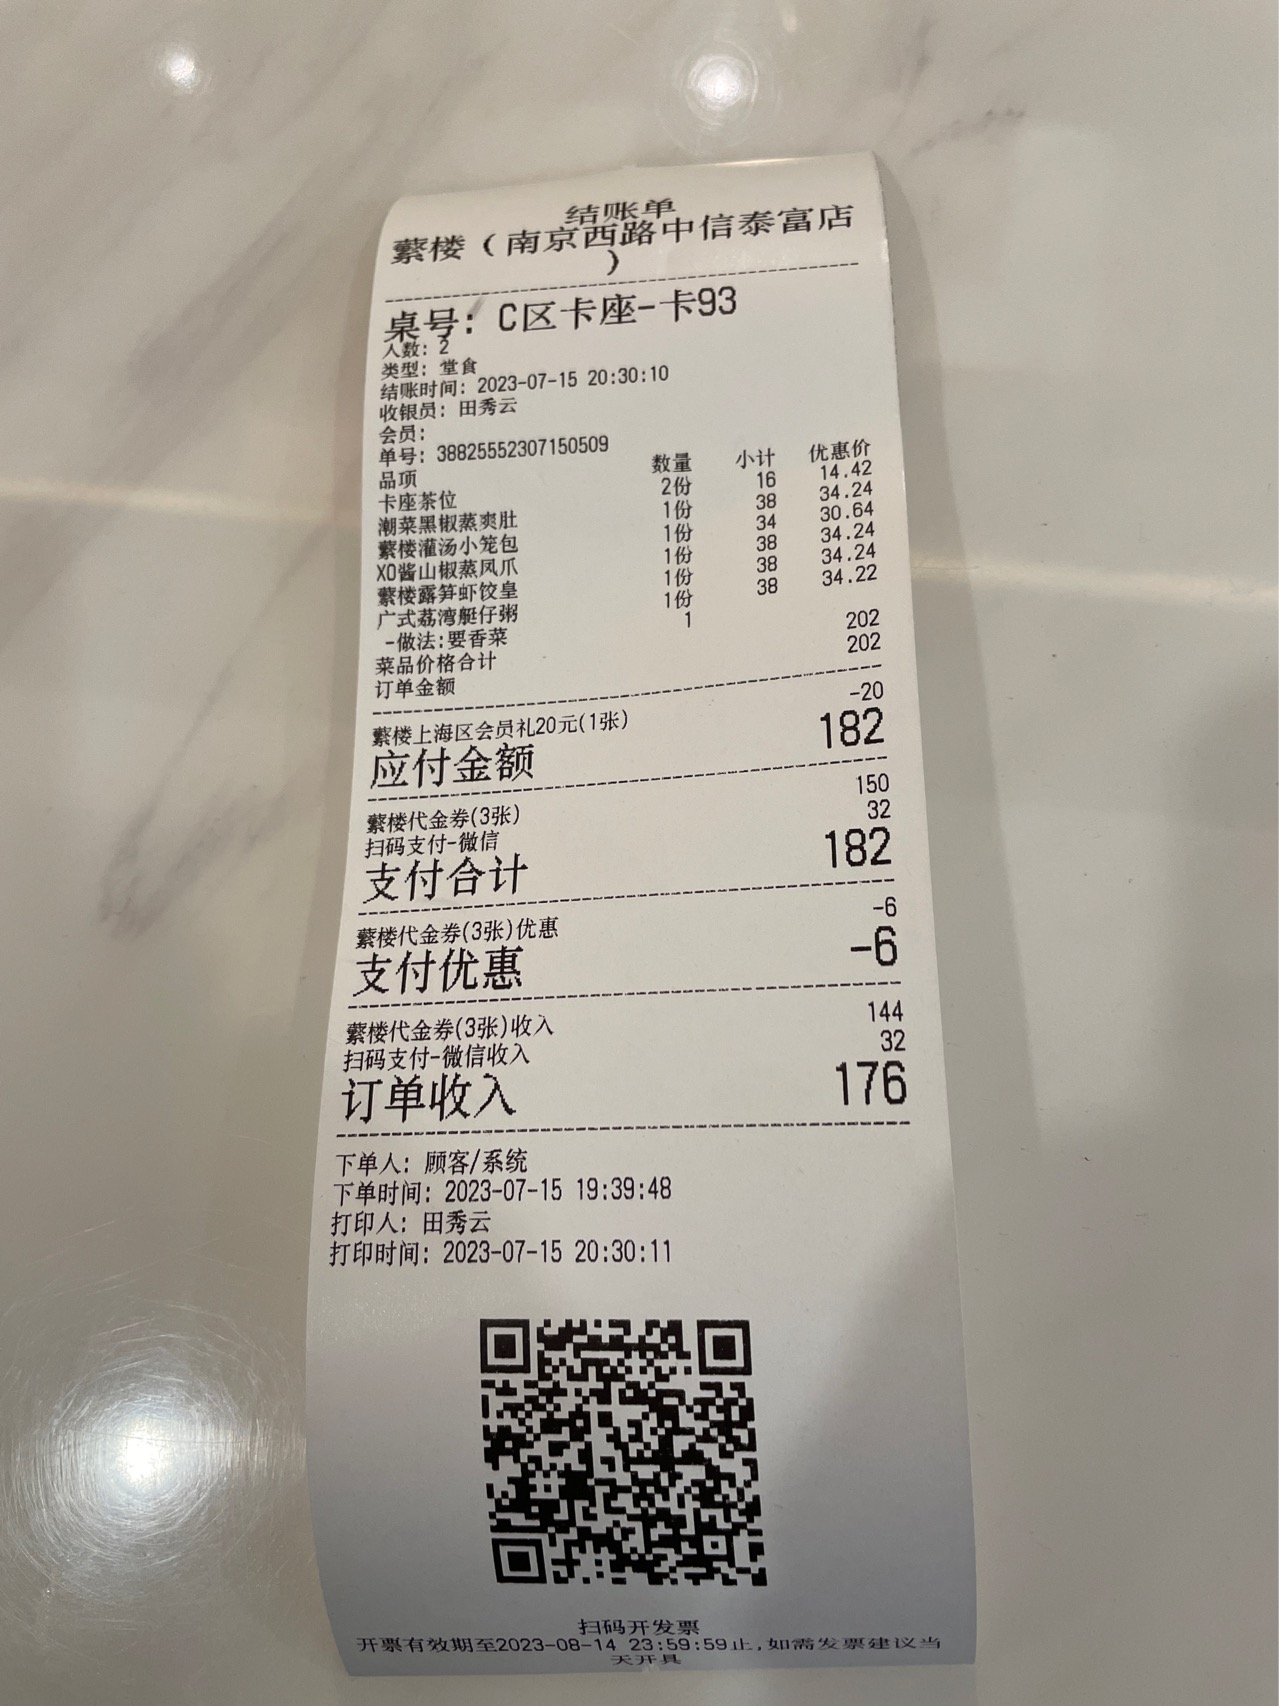 结账单
蘩楼（南京西路中信泰富店
）
桌号：C区卡座-卡93
人数：2
类型：堂食
结账时间：2023-07-15 20:30:10
收银员：田秀云
会员：
单号：38825552307150509
品项 数量 小计 优惠价
卡座茶位 2份 16 14.42
潮菜黑椒蒸爽肚 1份 38 34.24
蘩楼灌汤小笼包 1份 34 30.64
XO酱山椒蒸凤爪 1份 38 34.24
蘩楼露笋虾饺皇 1份 38 34.24
广式荔湾艇仔粥 1份 38 34.22
-做法:要香菜 1
菜品价格合计 202
订单金额 202
蘩楼上海区会员礼20元(1张) -20
应付金额 182
蘩楼代金券(3张) 150
扫码支付-微信 32
支付合计 182
蘩楼代金券(3张)优惠 -6
支付优惠 -6
蘩楼代金券(3张)收入 144
扫码支付-微信收入 32
订单收入 176
下单人：顾客/系统
下单时间：2023-07-15 19:39:48
打印人：田秀云
打印时间：2023-07-15 20:30:11
扫码开发票
开票有效期至2023-08-14 23:59:59止,如需发票建议当
天开具